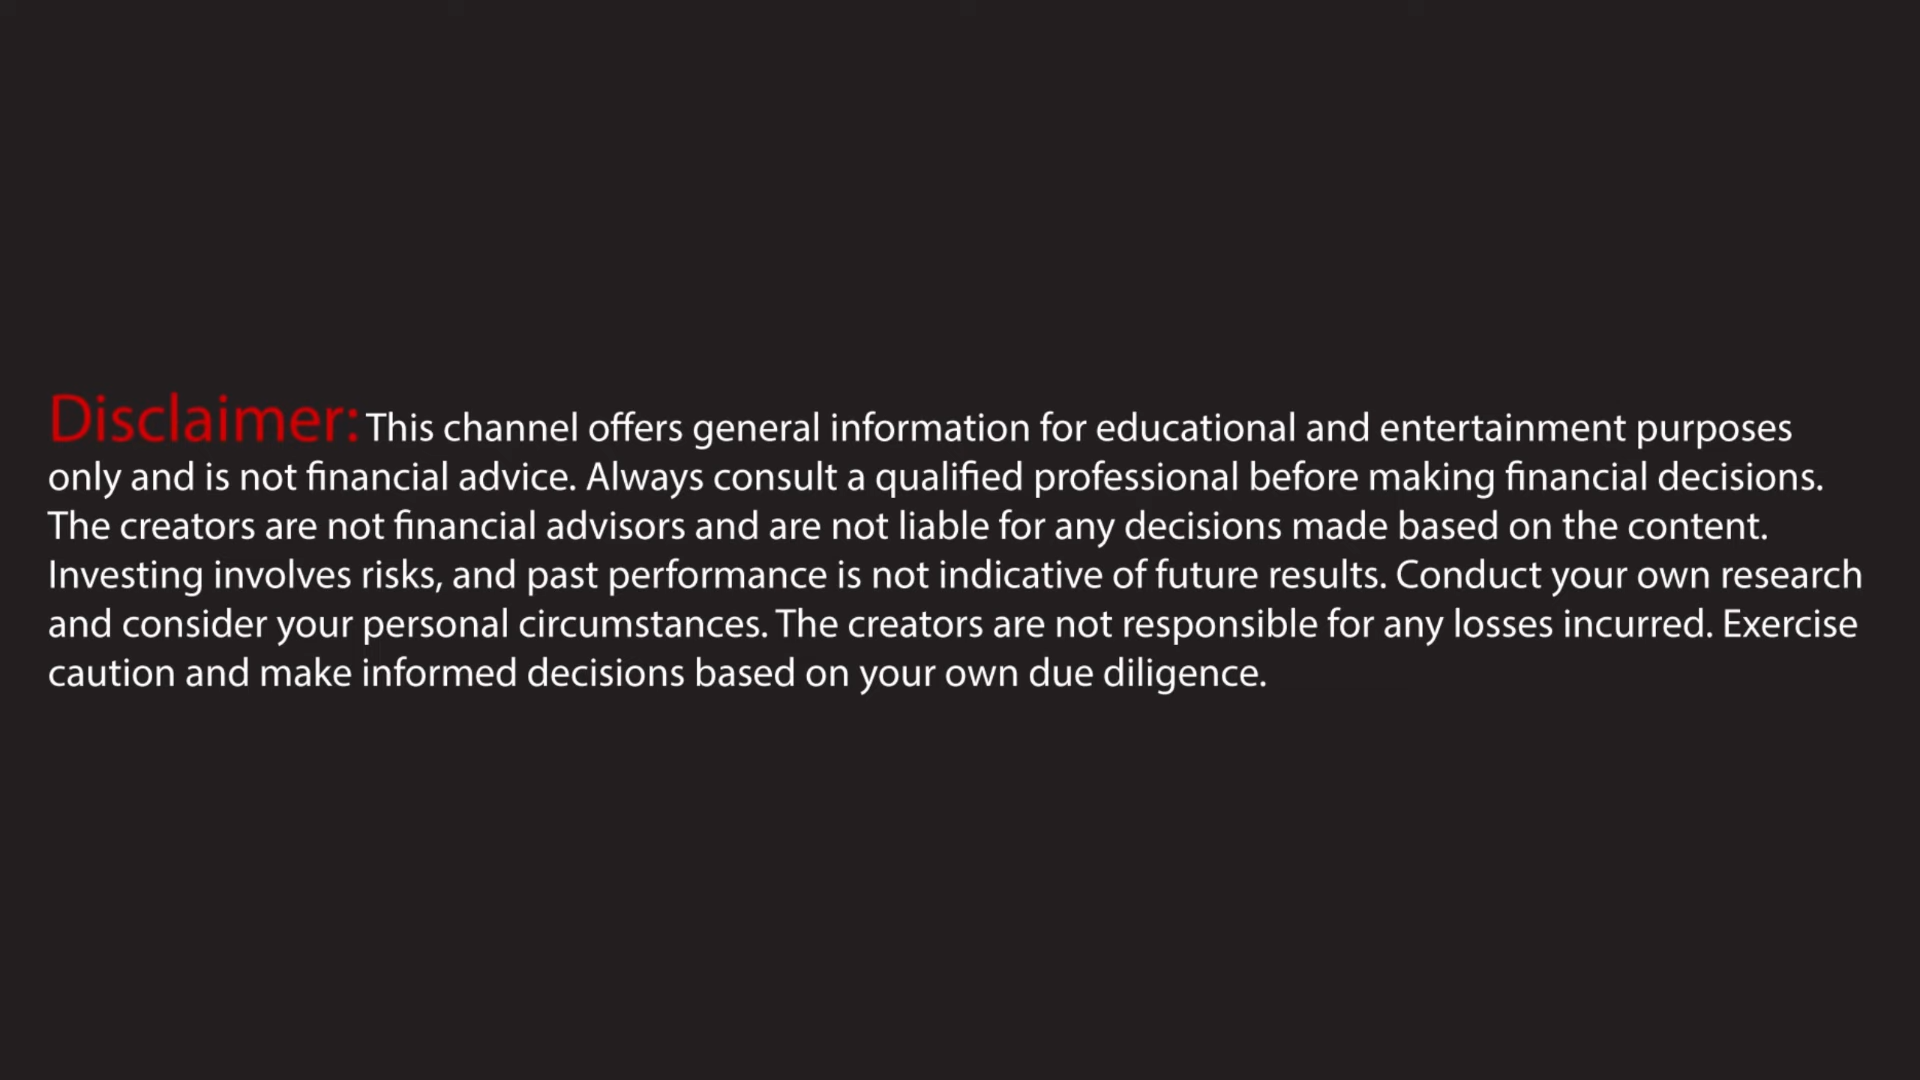 Disclaimer: This channel offers general information for educational and entertainment purposes
only and is not financial advice. Always consult a qualified professional before making financial decisions.
The creators are not financial advisors and are not liable for any decisions made based on the content.
Investing involves risks, and past performance is not indicative of future results. Conduct your own research
and consider your personal circumstances. The creators are not responsible for any losses incurred. Exercise
caution and make informed decisions based on your own due diligence.